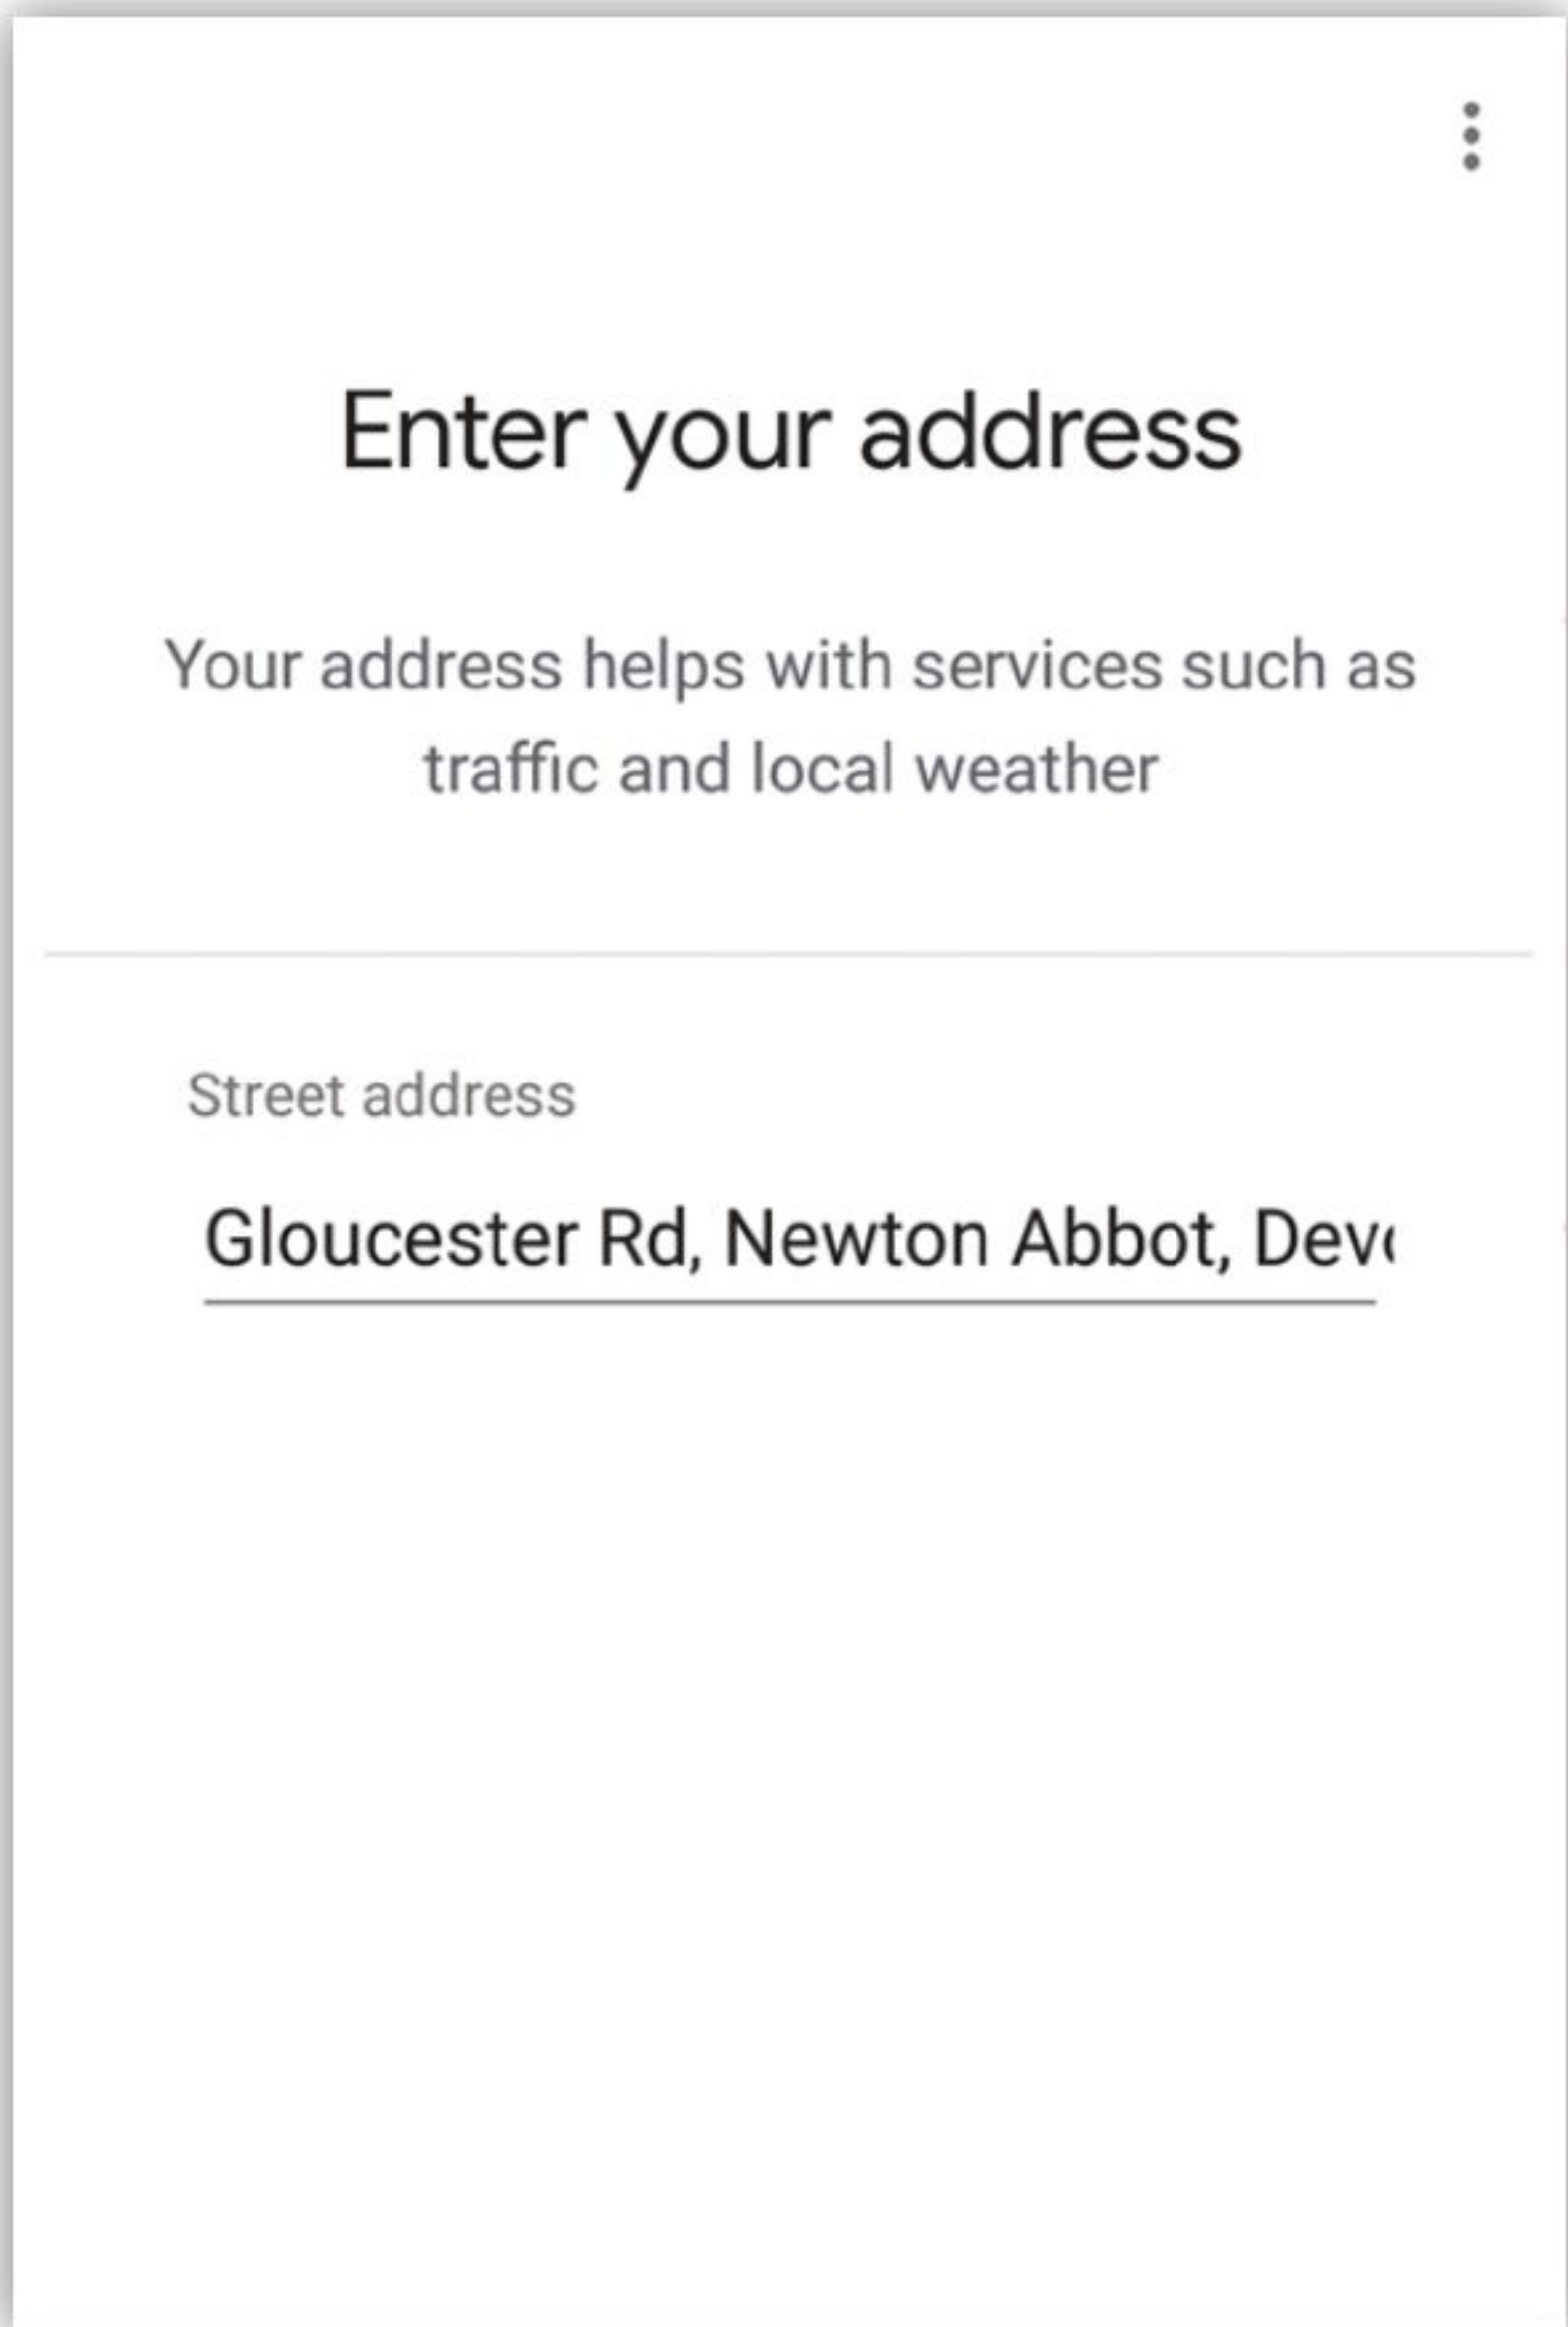 Enter your address
Your address helps with services such as
traffic and local weather
Street address
Gloucester Rd, Newton Abbot,